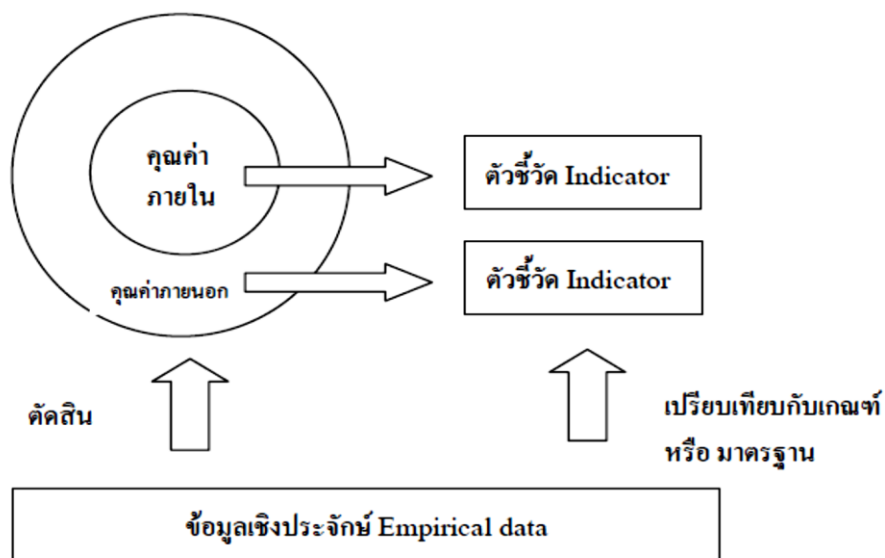 คุณค่า
ภายใน
ตัวชี้วัด Indicator
คุณค่าภายนอก
ตัวชี้วัด Indicator
ตัดสิน
เปรียบเทียบกับเกณฑ์
หรือ มาตรฐาน
ข้อมูลเชิงประจักษ์ Empirical data